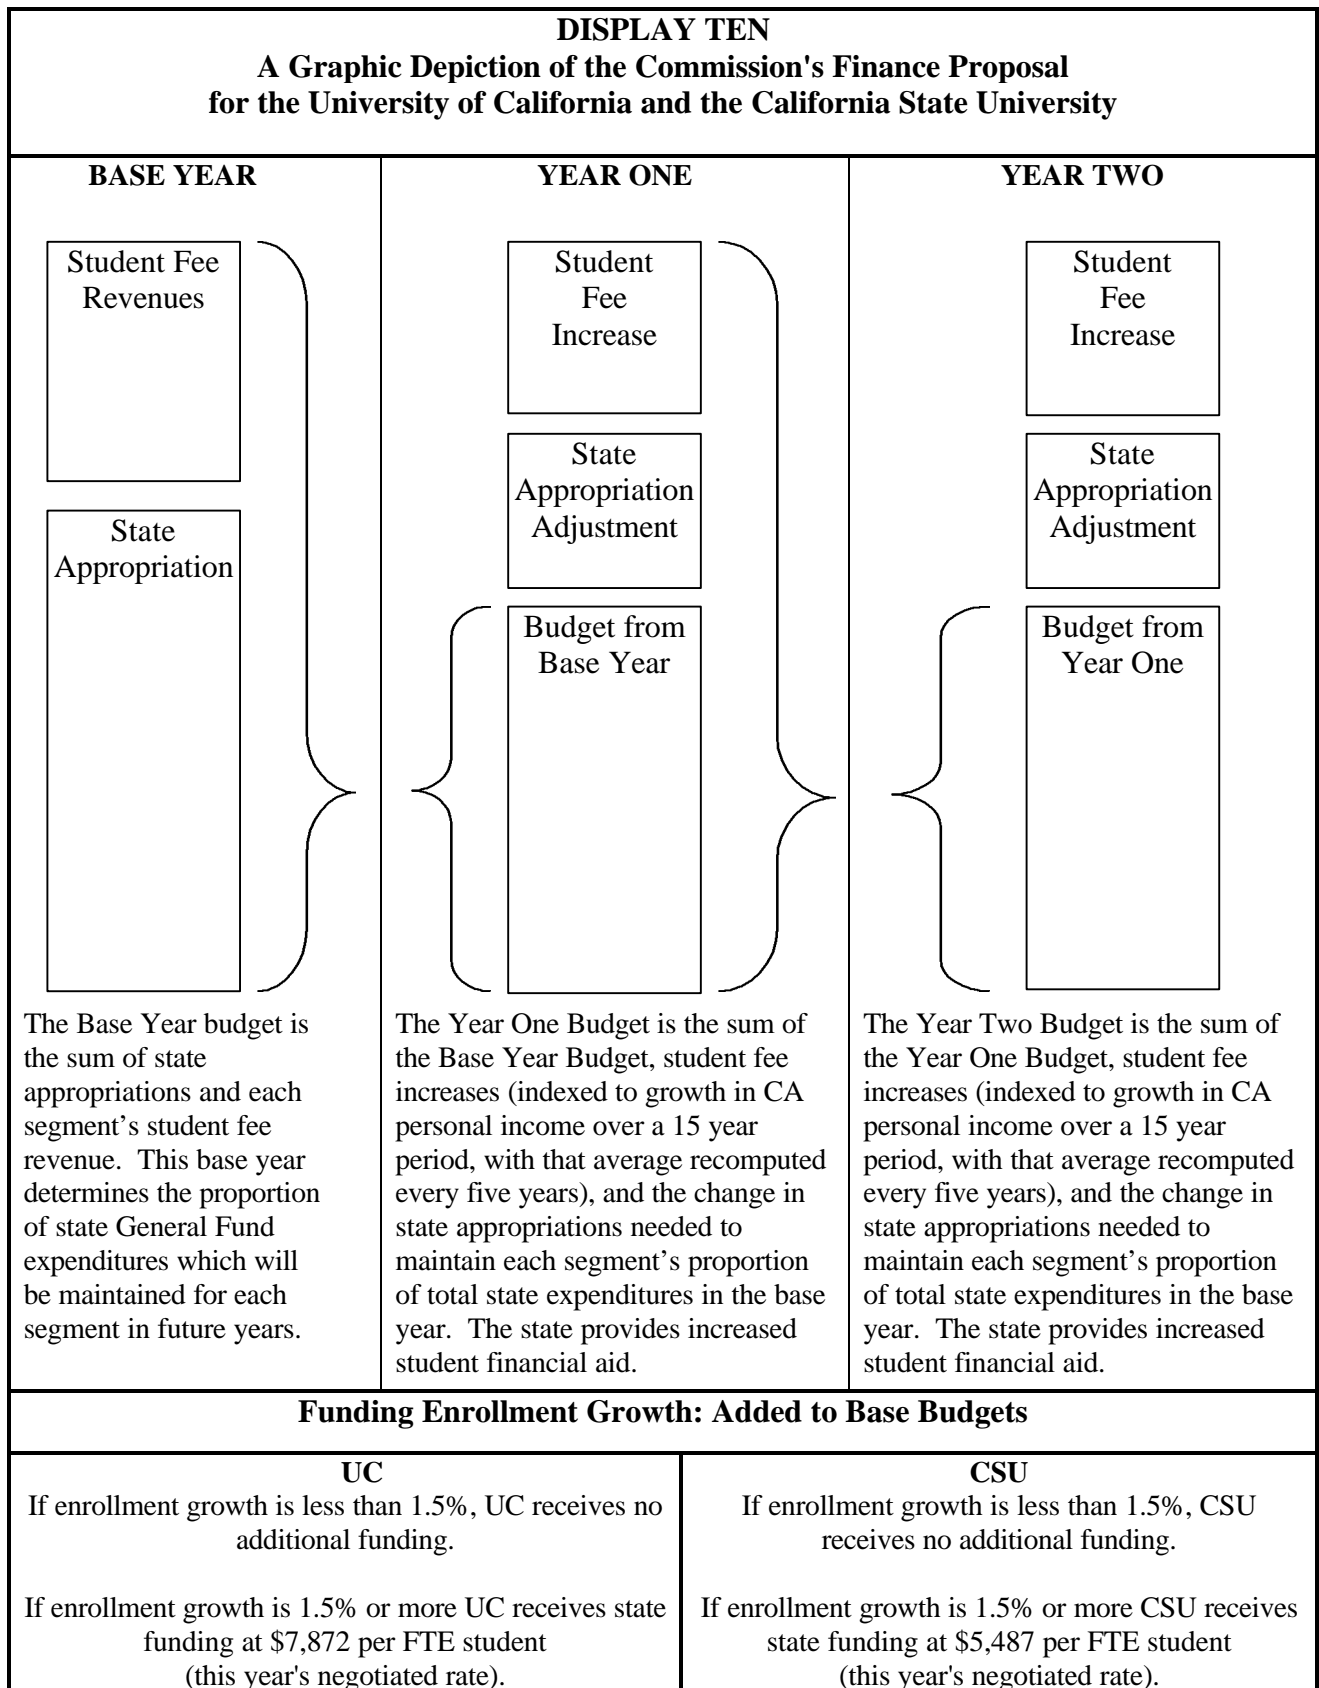 DISPLAY TEN
A Graphic Depiction of the Commission's Finance Proposal
for the University of California and the California State University
BASE YEAR
Student Fee
Revenues
State
Appropriation
The Base Year budget is
the sum of state
appropriations and each
segment’s student fee
revenue.  This base year
determines the proportion
of state General Fund
expenditures which will
be maintained for each
segment in future years.
YEAR ONE
Student
Fee
Increase
State
Appropriation
Adjustment
Budget from
Base Year
The Year One Budget is the sum of
the Base Year Budget, student fee
increases (indexed to growth in CA
personal income over a 15 year
period, with that average recomputed
every five years), and the change in
state appropriations needed to
maintain each segment’s proportion
of total state expenditures in the base
year.  The state provides increased
student financial aid.
YEAR TWO
Student
Fee
Increase
State
Appropriation
Adjustment
Budget from
Year One
The Year Two Budget is the sum of
the Year One Budget, student fee
increases (indexed to growth in CA
personal income over a 15 year
period, with that average recomputed
every five years), and the change in
state appropriations needed to
maintain each segment’s proportion
of total state expenditures in the base
year.  The state provides increased
student financial aid.
Funding Enrollment Growth: Added to Base Budgets
UC
If enrollment growth is less than 1.5%, UC receives no
additional funding.
If enrollment growth is 1.5% or more UC receives state
funding at $7,872 per FTE student
(this year's negotiated rate).
CSU
If enrollment growth is less than 1.5%, CSU
receives no additional funding.
If enrollment growth is 1.5% or more CSU receives
state funding at $5,487 per FTE student
(this year's negotiated rate).